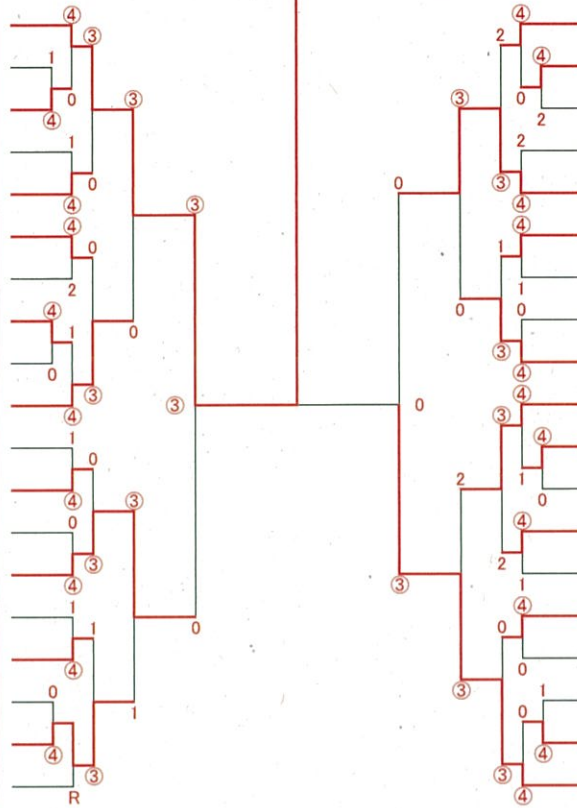 ④ ③ 2 ④
1 ④
0 ③ ③ 0 2
④
1 2
0 0 ③
④ ③ 0 ④
④ 0 1 ④
2 1
④ 1 0 0 0
0 ③ ④
④ ③ ③ 0 ③ ④
1 0 ④
④ ③ 2 1 0
0 ④
③ 2
④ ③ 1
1 1 0 ④
④ 0 0
0 1 ③ 0 1
④ ③ ③ ④
R ④